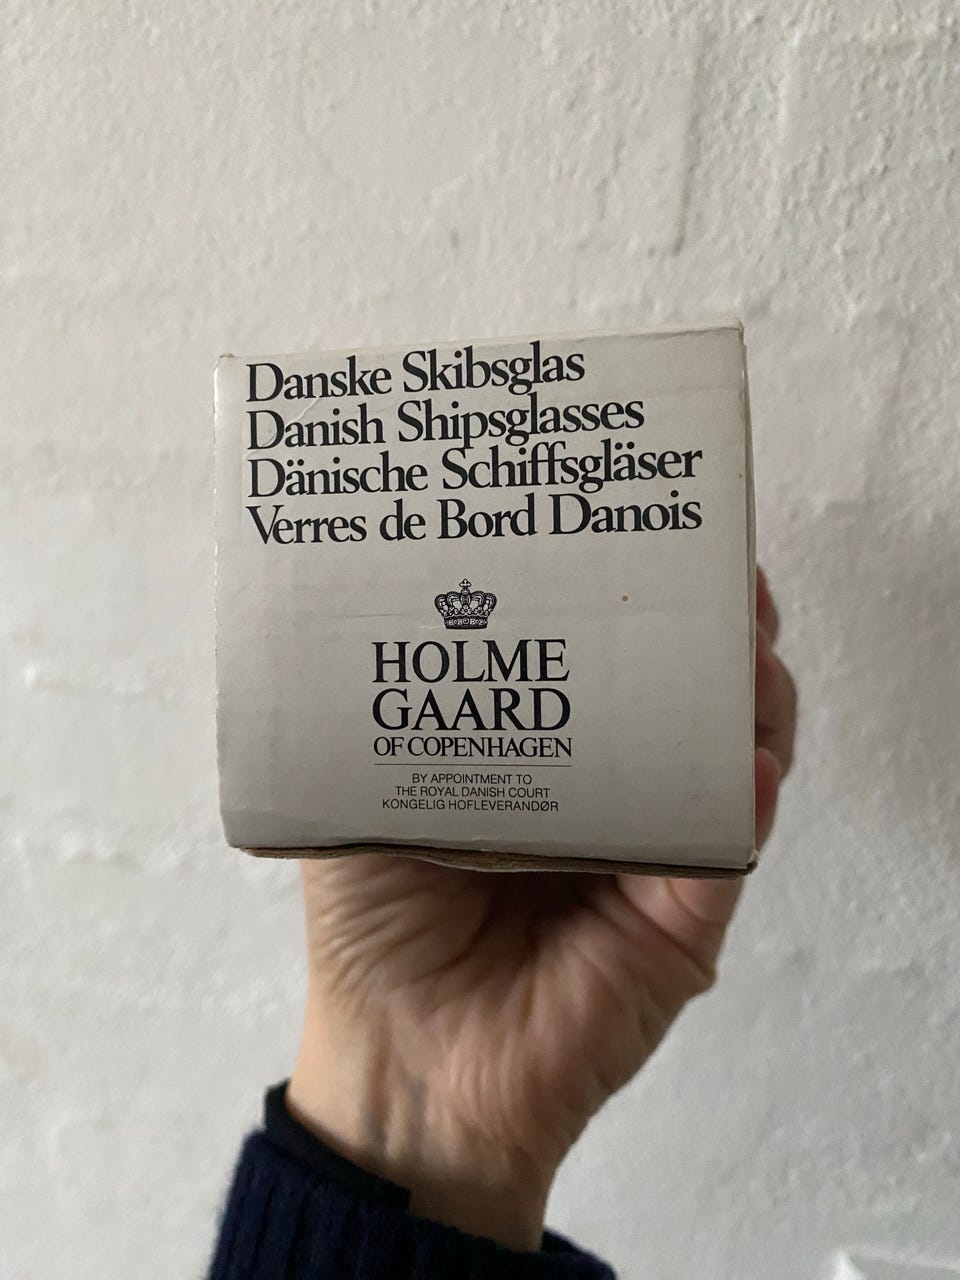 Danske Skibsglas
Danish Shipsglasses
Dänische Schiffsgläser
Verres de Bord Danois
HOLME
GAARD
OF COPENHAGEN
BY APPOINTMENT TO
THE ROYAL DANISH COURT
KONGELIG HOFLEVERANDØR